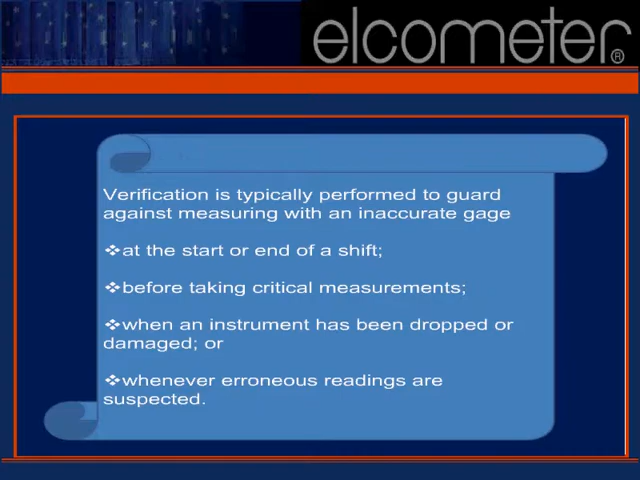 elcometer®
Verification is typically performed to guard
against measuring with an inaccurate gage
❖at the start or end of a shift;
❖before taking critical measurements;
❖when an instrument has been dropped or
damaged; or
❖whenever erroneous readings are
suspected.